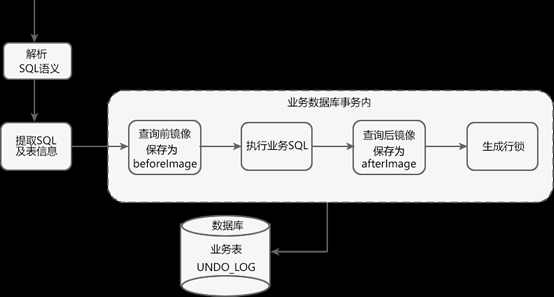 解析
SQL语义
提取SQL
及表信息
业务数据库事务内
查询前镜像
保存为
beforeImage
执行业务SQL
查询后镜像
保存为
afterImage
生成行锁
数据库
业务表
UNDO_LOG